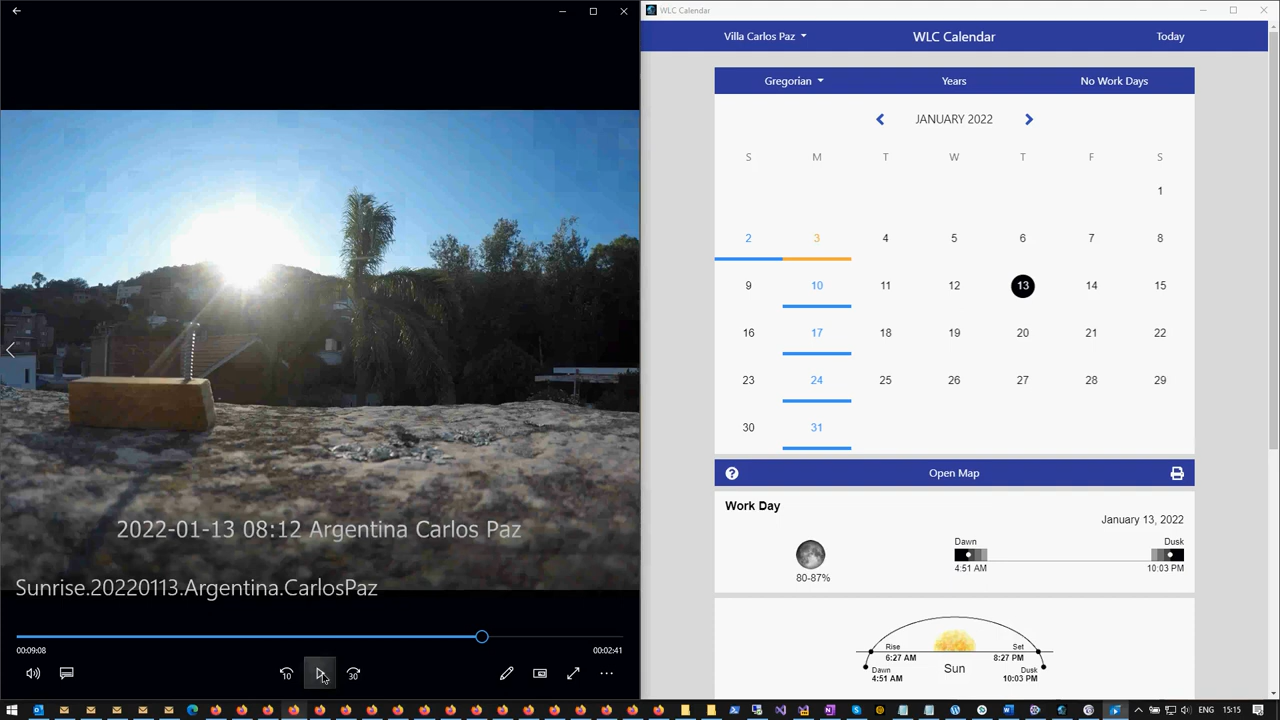 2022-01-13 08:12 Argentina Carlos Paz
Sunrise.20220113.Argentina.CarlosPaz
00:09:08
00:02:41
10
30
WLC Calendar
Villa Carlos Paz
WLC Calendar
Today
Gregorian
Years
No Work Days
JANUARY 2022
S M T W T F S
1
2 3 4 5 6 7 8
9 10 11 12 13 14 15
16 17 18 19 20 21 22
23 24 25 26 27 28 29
30 31
?
Open Map
Work Day
January 13, 2022
80-87%
Dawn
Dusk
4:51 AM
10:03 PM
Rise
Set
6:27 AM
8:27 PM
Sun
Dawn
Dusk
4:51 AM
10:03 PM
ENG
15:15